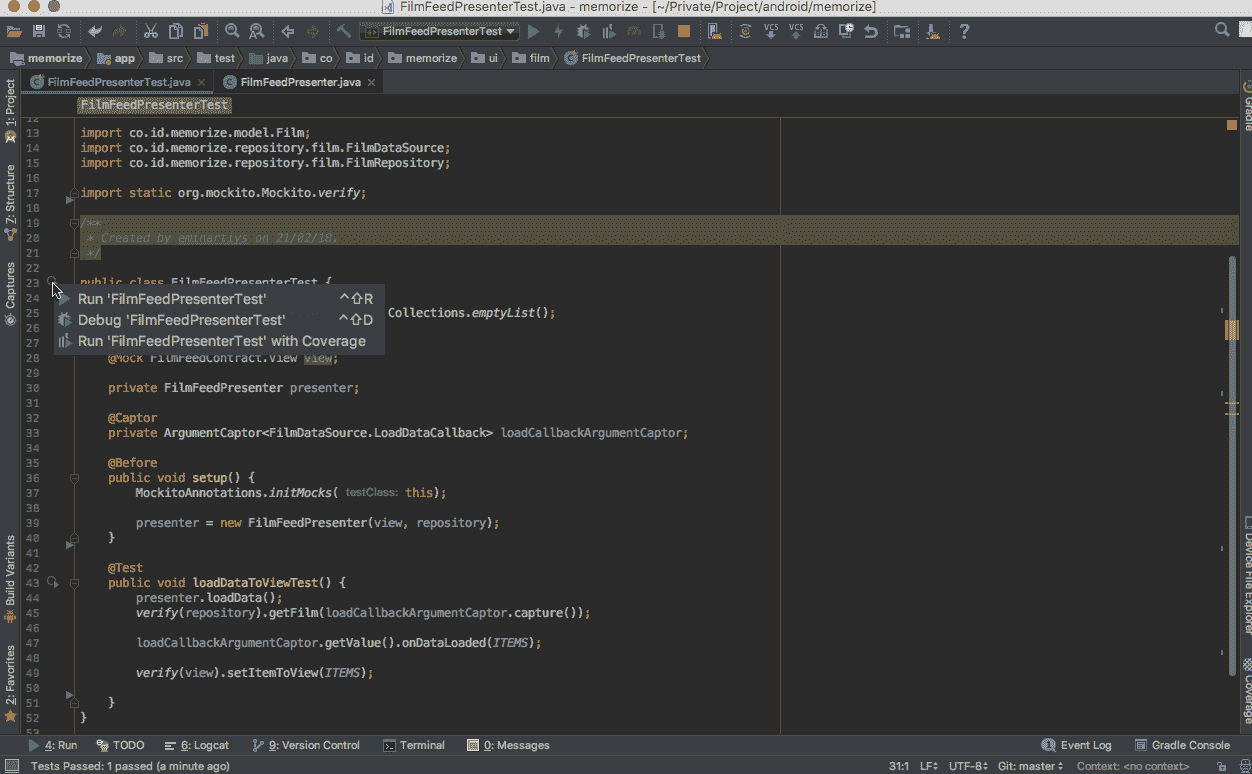 FilmFeedPresenterTest.java - memorize - [~/Private/Project/android/memorize]
FilmFeedPresenterTest
VCS VCS
memorize app src test java co id memorize ui film FilmFeedPresenterTest
FilmFeedPresenterTest.java FilmFeedPresenter.java
FilmFeedPresenterTest
1: Project
Z: Structure
Captures
Build Variants
2: Favorites
12
13 import co.id.memorize.model.Film;
14 import co.id.memorize.repository.film.FilmDataSource;
15 import co.id.memorize.repository.film.FilmRepository;
16
17 import static org.mockito.Mockito.verify;
18
19 /**
20 * Created by eminartiys on 21/02/18.
21 */
22
23 public class FilmFeedPresenterTest {
24
Run 'FilmFeedPresenterTest' ^⇧R
25 Collections.emptyList();
Debug 'FilmFeedPresenterTest' ^⇧D
26
27
Run 'FilmFeedPresenterTest' with Coverage
28 @Mock FilmFeedContract.View view;
29
30 private FilmFeedPresenter presenter;
31
32 @Captor
33 private ArgumentCaptor<FilmDataSource.LoadDataCallback> loadCallbackArgumentCaptor;
34
35 @Before
36 public void setup() {
37 MockitoAnnotations.initMocks( testClass: this);
38
39 presenter = new FilmFeedPresenter(view, repository);
40 }
41
42 @Test
43 public void loadDataToViewTest() {
44 presenter.loadData();
45 verify(repository).getFilm(loadCallbackArgumentCaptor.capture());
46
47 loadCallbackArgumentCaptor.getValue().onDataLoaded(ITEMS);
48
49 verify(view).setItemToView(ITEMS);
50
51 }
52 }
53
Gradle
Device File Explorer
Coverage
4: Run TODO 6: Logcat 9: Version Control Terminal 0: Messages Event Log Gradle Console
Tests Passed: 1 passed (a minute ago) 31:1 LF UTF-8 Git: master Context: <no context>